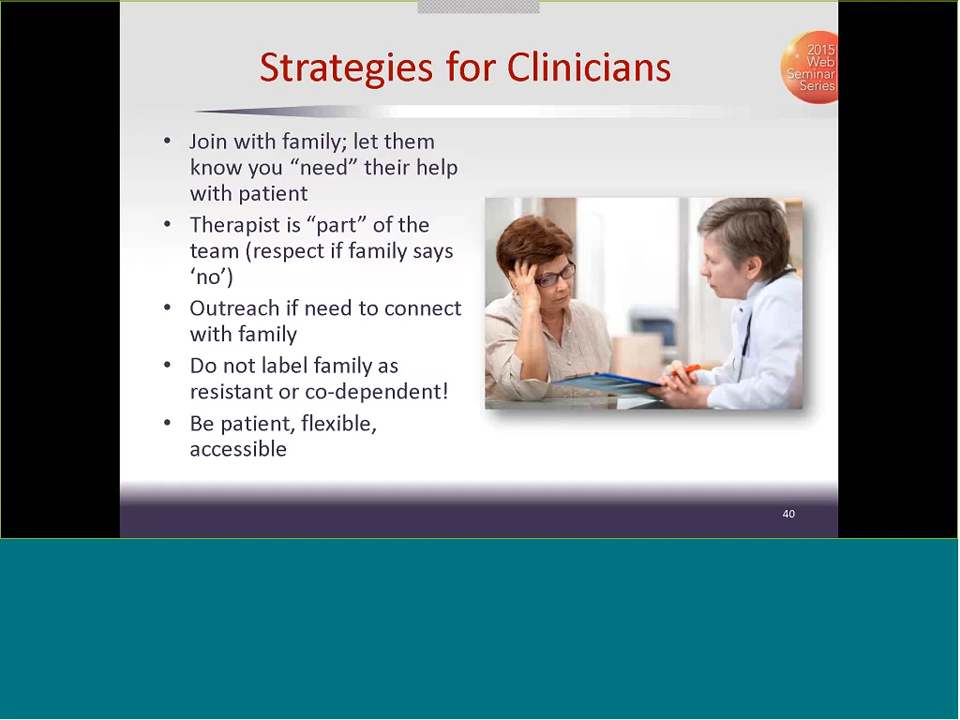 Strategies for Clinicians
2015
Web
Seminar
Series
• Join with family; let them
know you “need” their help
with patient
• Therapist is “part” of the
team (respect if family says
‘no’)
• Outreach if need to connect
with family
• Do not label family as
resistant or co-dependent!
• Be patient, flexible,
accessible
40